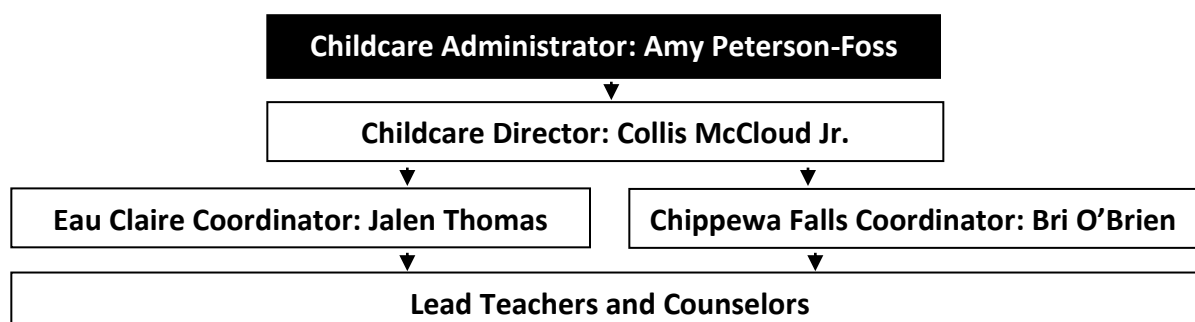 Childcare Administrator: Amy Peterson-Foss
Childcare Director: Collis McCloud Jr.
Eau Claire Coordinator: Jalen Thomas
Chippewa Falls Coordinator: Bri O’Brien
Lead Teachers and Counselors